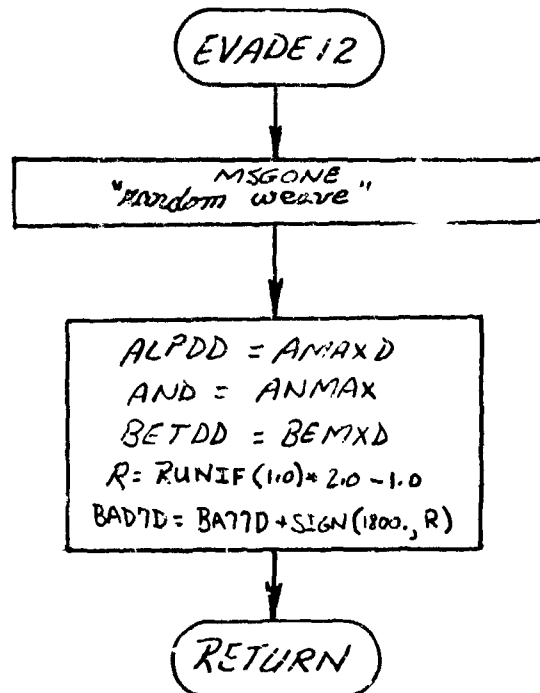 EVADE12
MSGONE
"random weave"
ALPDD = AMAXD
AND = ANMAX
BETDD = BEMXD
R = RUNIF(1.0)* 2.0 - 1.0
BAD7D = BA77D + SIGN(1800., R)
RETURN